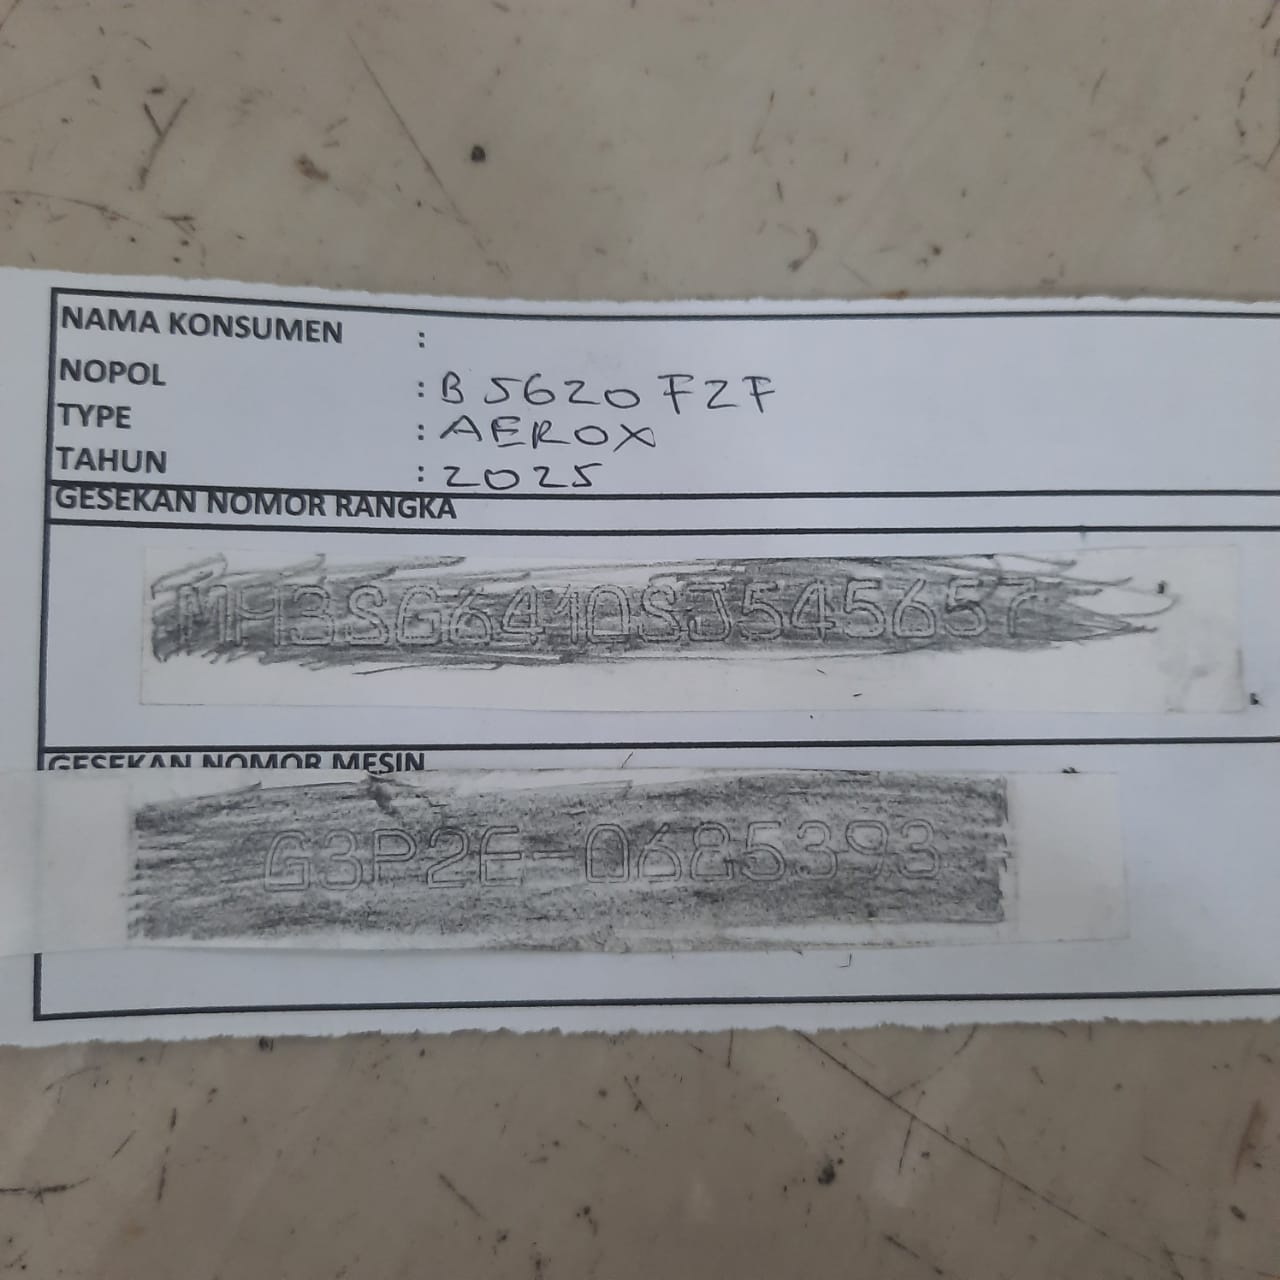 NAMA KONSUMEN :
NOPOL : B 5620 FZF
TYPE : AEROX
TAHUN : 2025
GESEKAN NOMOR RANGKA
MH3SG6410SJ545657
GESEKAN NOMOR MESIN
G3P2E-0685393